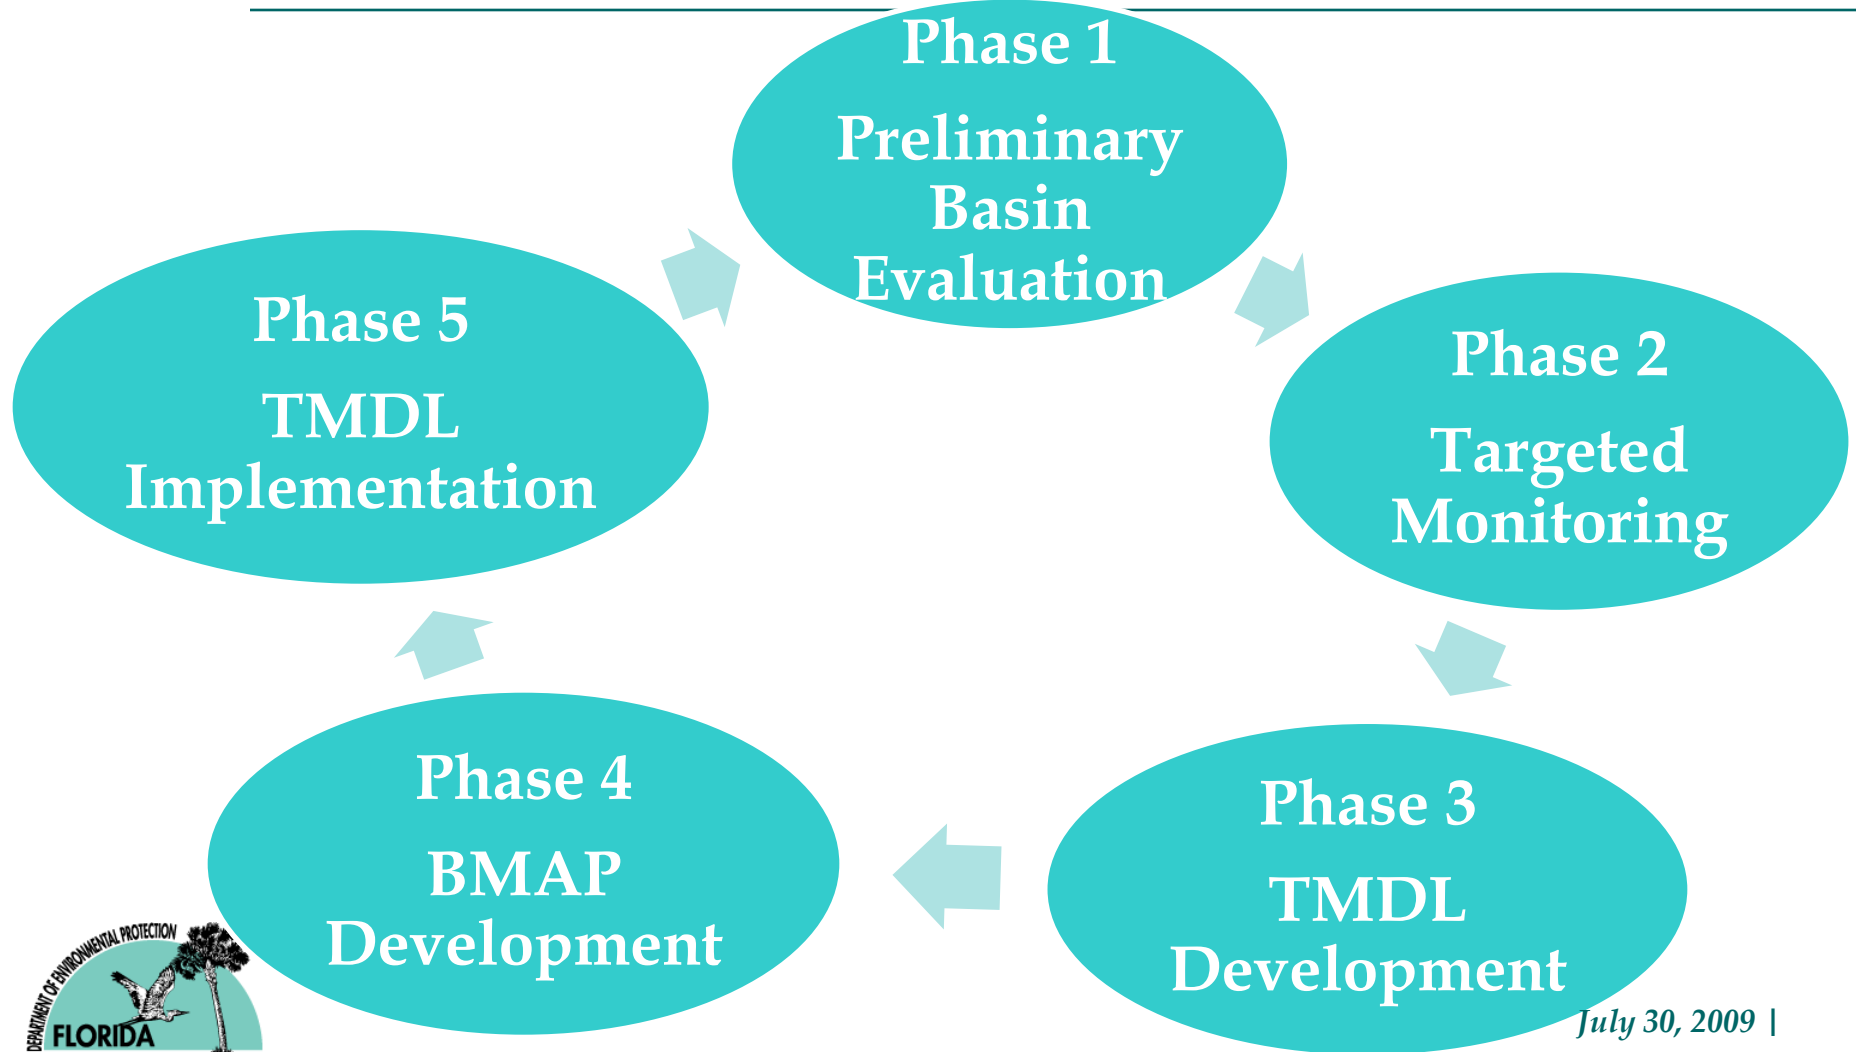 Phase 1
Preliminary
Basin
Evaluation
Phase 2
Targeted
Monitoring
Phase 3
TMDL
Development
Phase 4
BMAP
Development
Phase 5
TMDL
Implementation
DEPARTMENT OF ENVIRONMENTAL PROTECTION
FLORIDA
July 30, 2009 |